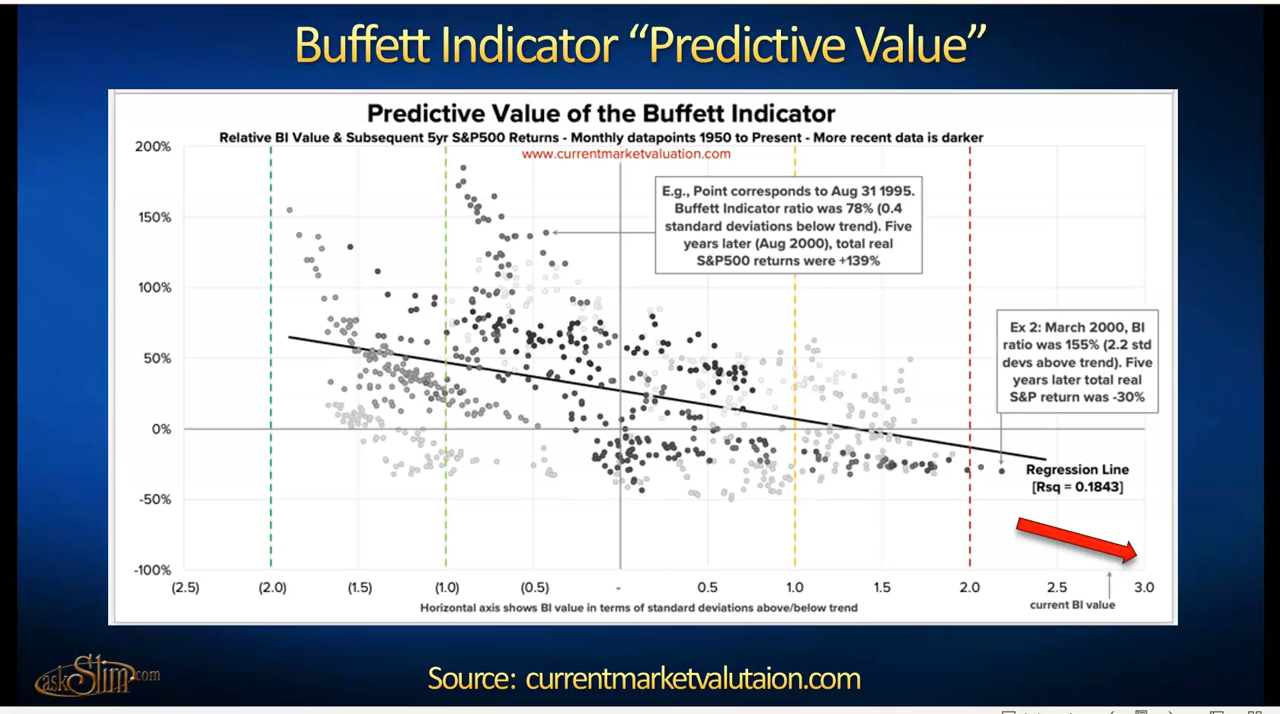 Buffett Indicator “Predictive Value”
Predictive Value of the Buffett Indicator
Relative BI Value & Subsequent 5yr S&P500 Returns - Monthly datapoints 1950 to Present - More recent data is darker
www.currentmarketvaluation.com
200%
150%
100%
50%
0%
-50%
-100%
E.g., Point corresponds to Aug 31 1995.
Buffett Indicator ratio was 78% (0.4
standard deviations below trend). Five
years later (Aug 2000), total real
S&P500 returns were +139%
Ex 2: March 2000, BI
ratio was 155% (2.2 std
devs above trend). Five
years later total real
S&P return was -30%
Regression Line
[Rsq = 0.1843]
(2.5) (2.0) (1.5) (1.0) (0.5) - 0.5 1.0 1.5 2.0 2.5 3.0
Horizontal axis shows BI value in terms of standard deviations above/below trend
current BI value
askSlim.com
Source: currentmarketvalutaion.com